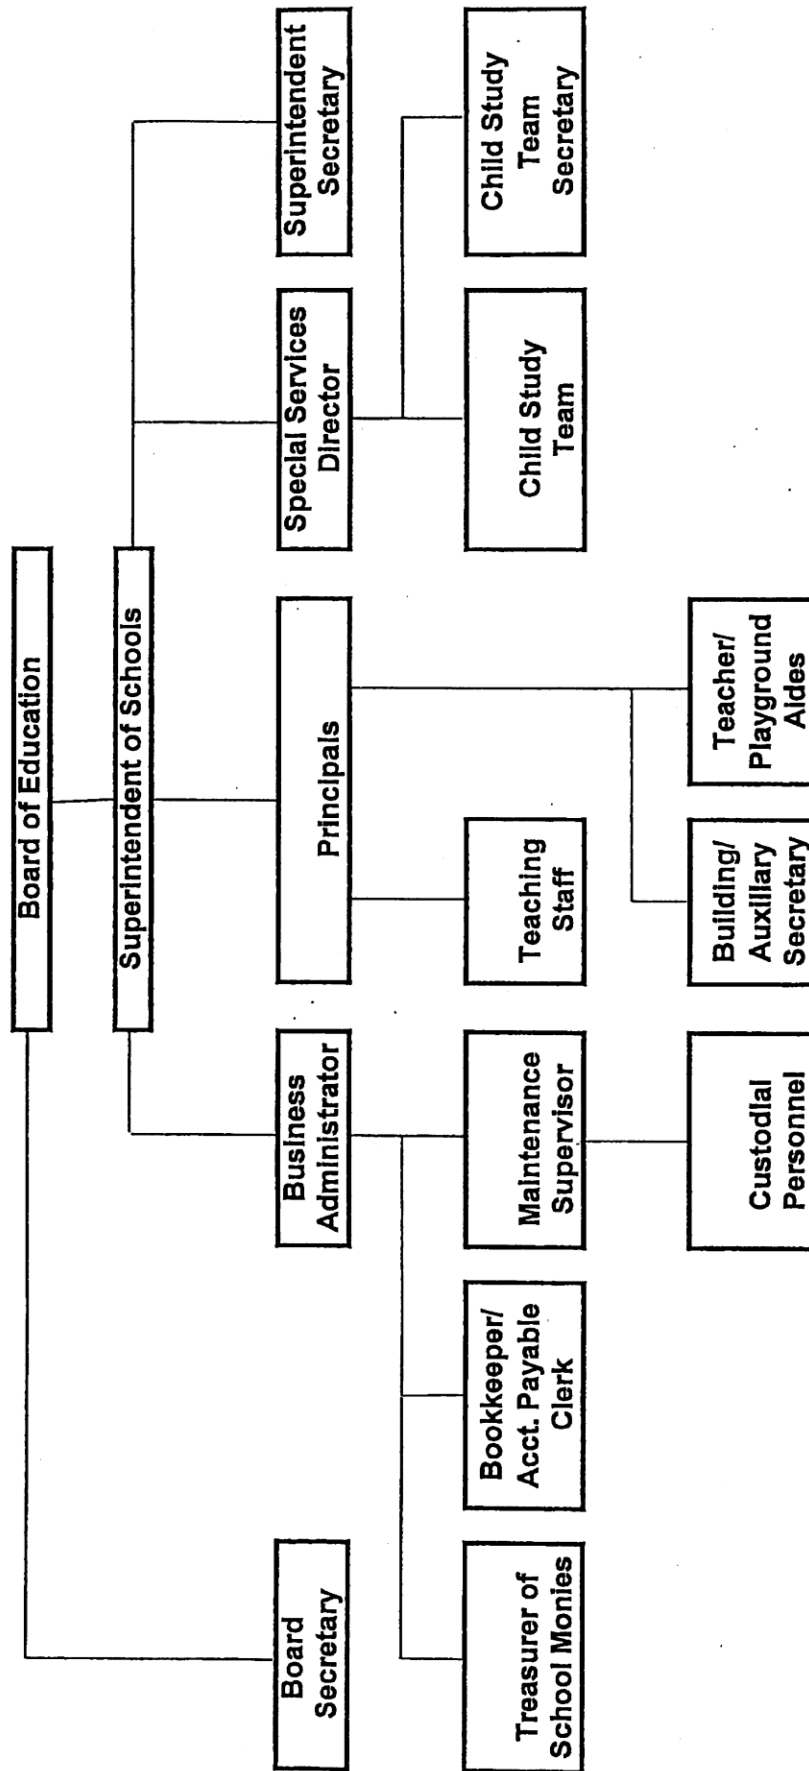 Board of Education
Superintendent of Schools
Board
Secretary
Business
Administrator
Principals
Special Services
Director
Superintendent
Secretary
Treasurer of
School Monies
Bookkeeper/
Acct. Payable
Clerk
Maintenance
Supervisor
Teaching
Staff
Child Study
Team
Child Study
Team
Secretary
Custodial
Personnel
Building/
Auxiliary
Secretary
Teacher/
Playground
Aides